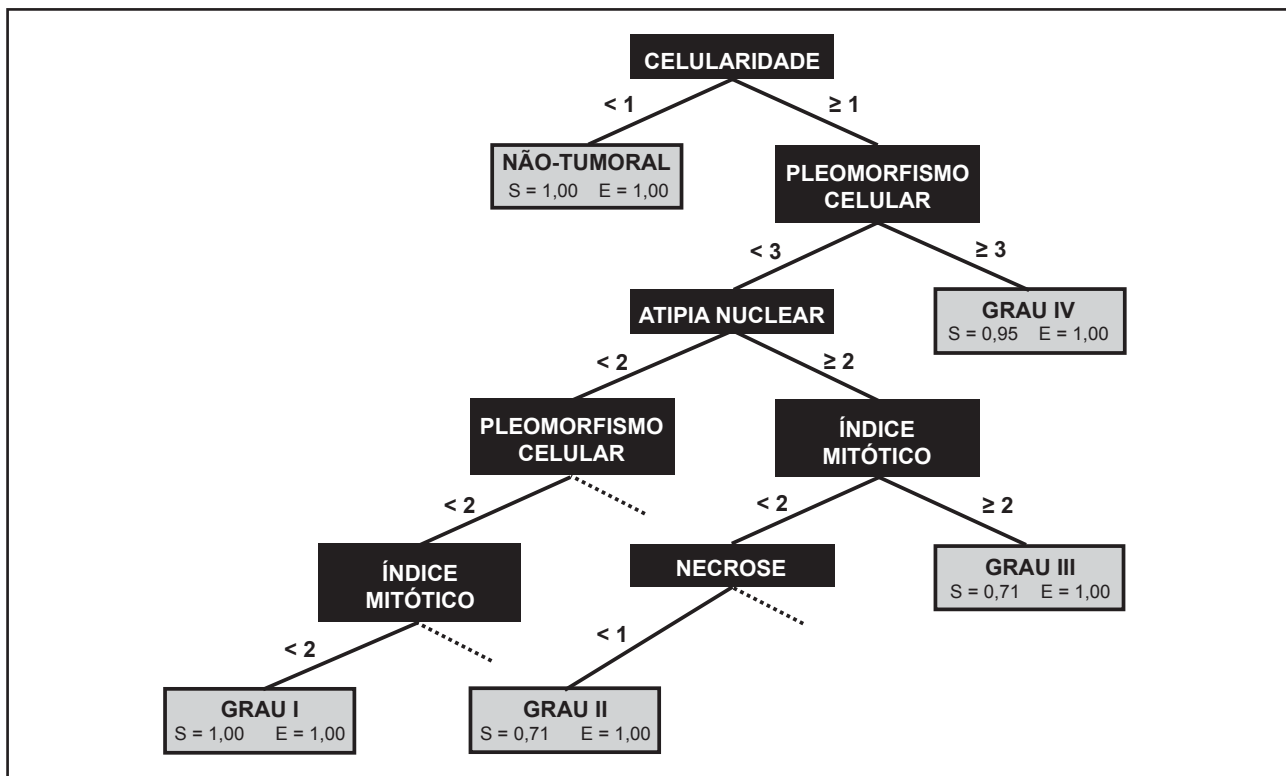 CELULARIDADE
< 1
≥ 1
NÃO-TUMORAL
S = 1,00 E = 1,00
PLEOMORFISMO
CELULAR
< 3
≥ 3
ATIPIA NUCLEAR
GRAU IV
S = 0,95 E = 1,00
< 2
≥ 2
PLEOMORFISMO
CELULAR
ÍNDICE
MITÓTICO
< 2
< 2
≥ 2
ÍNDICE
MITÓTICO
NECROSE
GRAU III
S = 0,71 E = 1,00
< 2
< 1
GRAU I
S = 1,00 E = 1,00
GRAU II
S = 0,71 E = 1,00